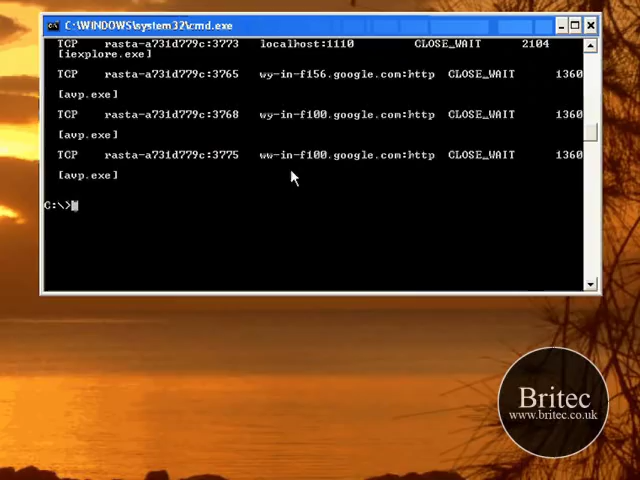 C:\WINDOWS\system32\cmd.exe
TCP rasta-a731d779c:3773 localhost:1110 CLOSE_WAIT 2104
[iexplore.exe]
TCP rasta-a731d779c:3765 wy-in-f156.google.com:http CLOSE_WAIT 1360
[avp.exe]
TCP rasta-a731d779c:3768 wy-in-f100.google.com:http CLOSE_WAIT 1360
[avp.exe]
TCP rasta-a731d779c:3775 ww-in-f100.google.com:http CLOSE_WAIT 1360
[avp.exe]
C:\>
Britec
www.britec.co.uk